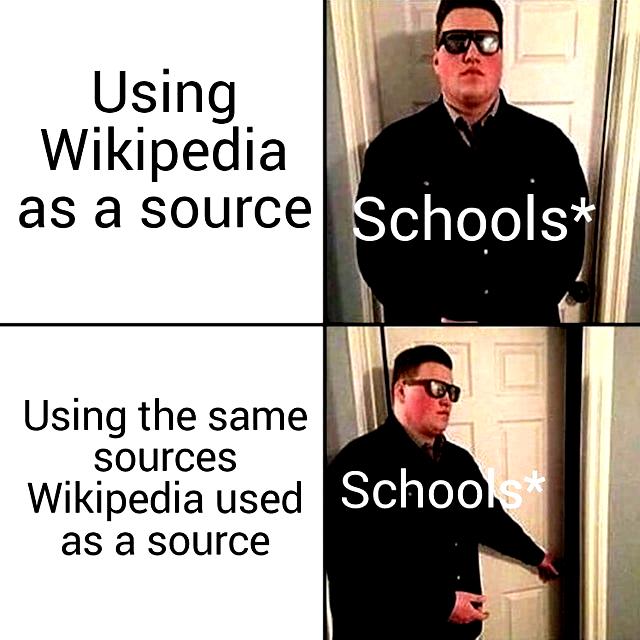 Using
Wikipedia
as a source
Schools*
Using the same
sources
Wikipedia used
as a source
Schools*